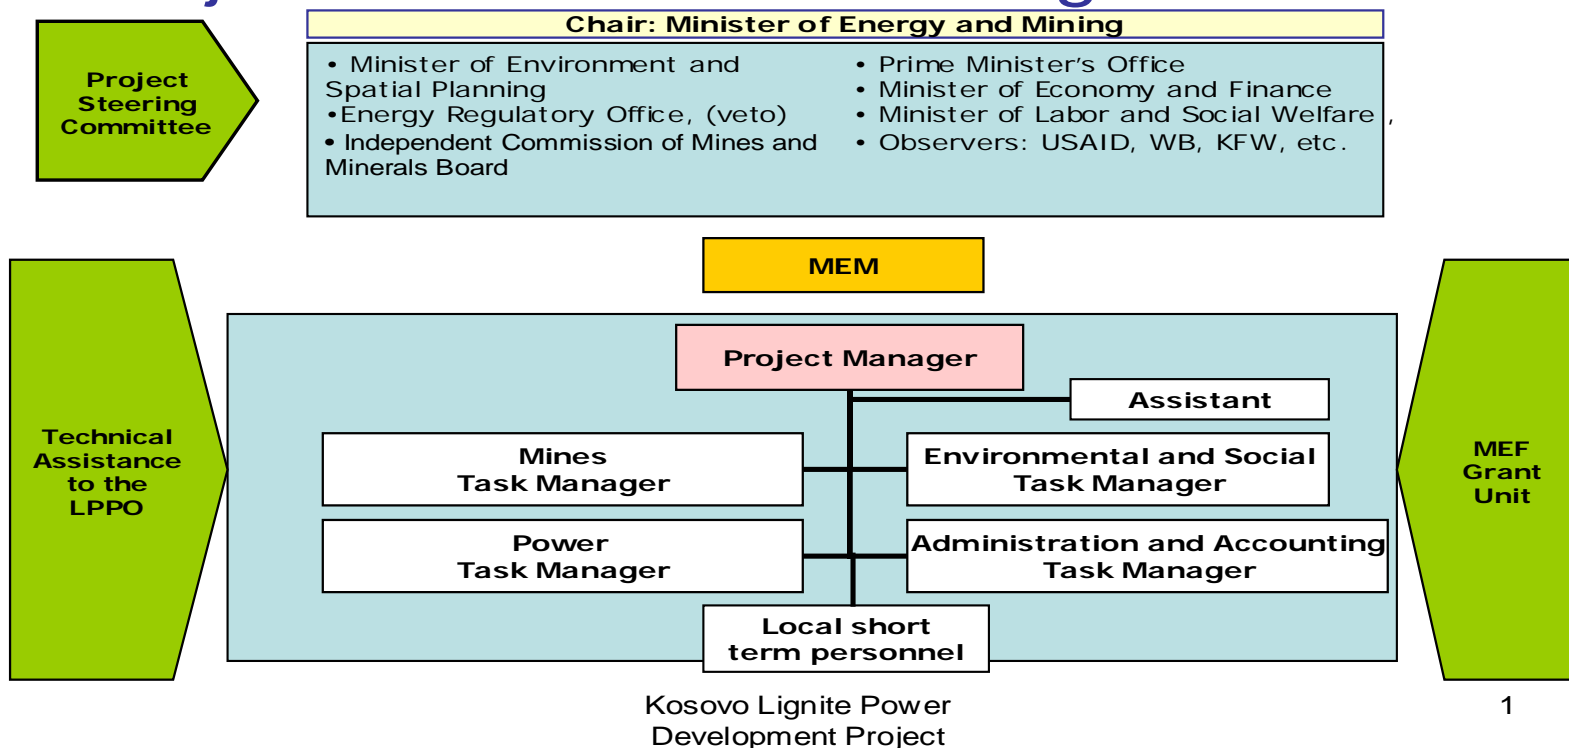 Chair: Minister of Energy and Mining
Project
Steering
Committee
• Minister of Environment and
Spatial Planning
•Energy Regulatory Office, (veto)
• Independent Commission of Mines and
Minerals Board
• Prime Minister's Office
• Minister of Economy and Finance
• Minister of Labor and Social Welfare ,
• Observers: USAID, WB, KFW, etc.
MEM
Project Manager
Assistant
Technical
Assistance
to the
LPPO
Mines
Task Manager
Environmental and Social
Task Manager
MEF
Grant
Unit
Power
Task Manager
Administration and Accounting
Task Manager
Local short
term personnel
Kosovo Lignite Power
Development Project
1